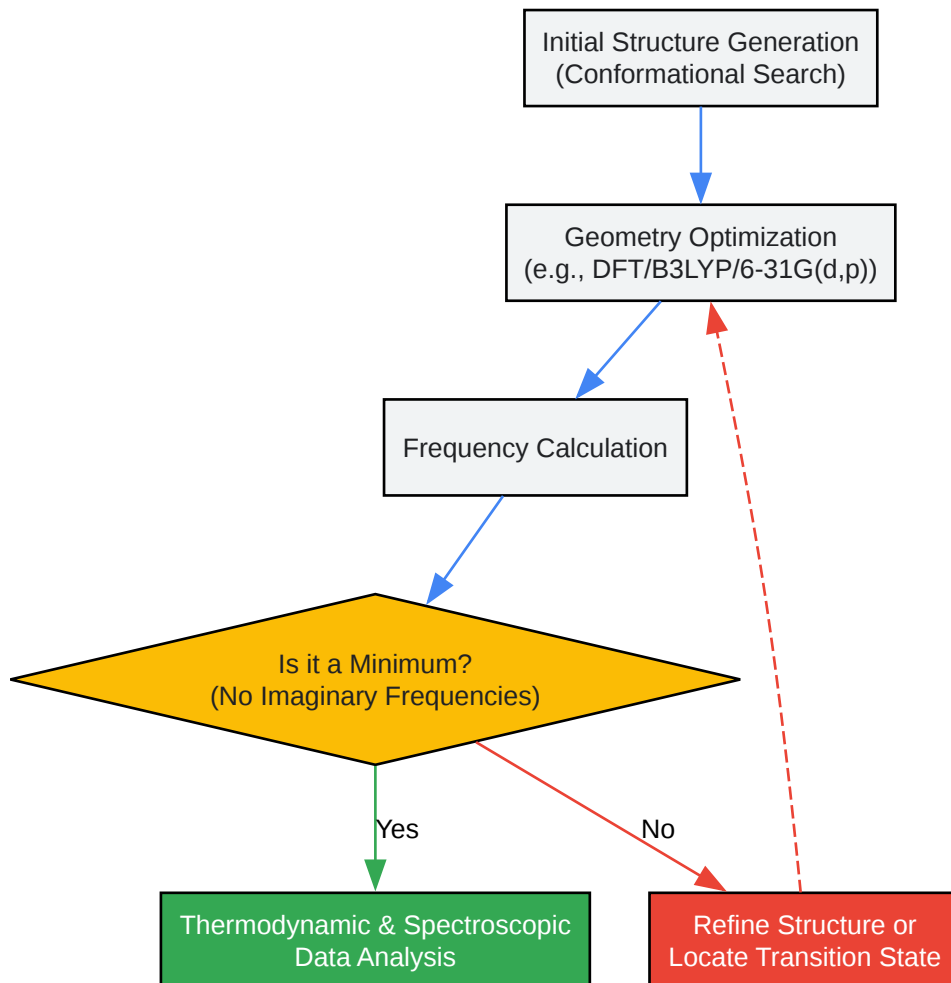 Initial Structure Generation
(Conformational Search)
Geometry Optimization
(e.g., DFT/B3LYP/6-31G(d,p))
Frequency Calculation
Is it a Minimum?
(No Imaginary Frequencies)
Yes
No
Thermodynamic & Spectroscopic
Data Analysis
Refine Structure or
Locate Transition State